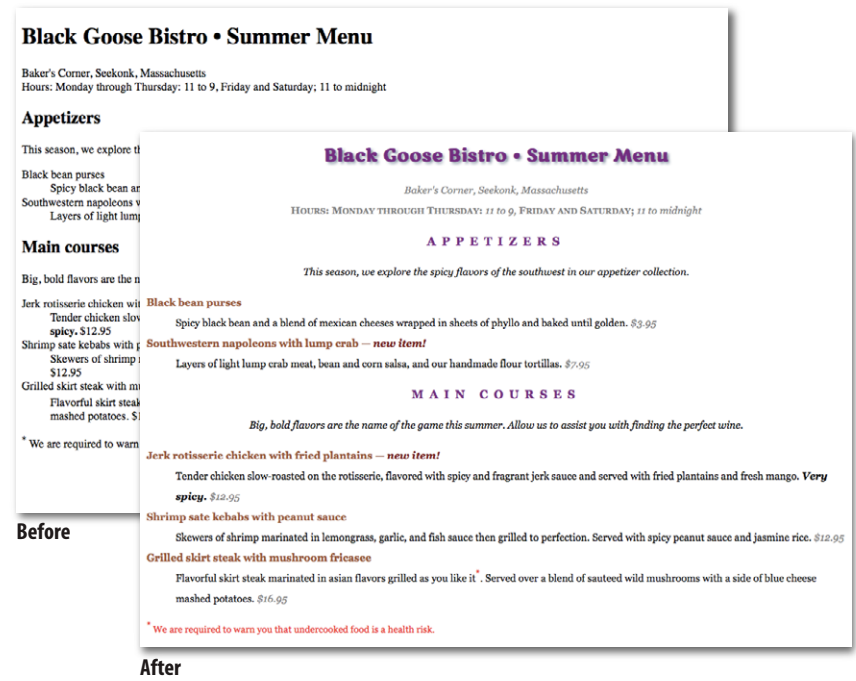 Black Goose Bistro • Summer Menu
Baker's Corner, Seekonk, Massachusetts
Hours: Monday through Thursday: 11 to 9, Friday and Saturday; 11 to midnight
Appetizers
This season, we explore
Black bean purses
Spicy black bean
Southwestern napoleons
Layers of light
Main courses
Big, bold flavors are the
Jerk rotisserie chicken
Tender chicken
spicy. $12.95
Shrimp sate kebabs with
Skewers of shrimp
$12.95
Grilled skirt steak with
Flavorful skirt steak
mashed potatoes.
* We are required to warn
Before
Black Goose Bistro • Summer Menu
Baker's Corner, Seekonk, Massachusetts
Hours: Monday through Thursday: 11 to 9, Friday and Saturday; 11 to midnight
APPETIZERS
This season, we explore the spicy flavors of the southwest in our appetizer collection.
Black bean purses
Spicy black bean and a blend of mexican cheeses wrapped in sheets of phyllo and baked until golden. $3.95
Southwestern napoleons with lump crab — new item!
Layers of light lump crab meat, bean and corn salsa, and our handmade flour tortillas. $7.95
MAIN COURSES
Big, bold flavors are the name of the game this summer. Allow us to assist you with finding the perfect wine.
Jerk rotisserie chicken with fried plantains — new item!
Tender chicken slow-roasted on the rotisserie, flavored with spicy and fragrant jerk sauce and served with fried plantains and fresh mango. Very
spicy. $12.95
Shrimp sate kebabs with peanut sauce
Skewers of shrimp marinated in lemongrass, garlic, and fish sauce then grilled to perfection. Served with spicy peanut sauce and jasmine rice. $12.95
Grilled skirt steak with mushroom fricasee
Flavorful skirt steak marinated in asian flavors grilled as you like it*. Served over a blend of sauteed wild mushrooms with a side of blue cheese
mashed potatoes. $16.95
* We are required to warn you that undercooked food is a health risk.
After